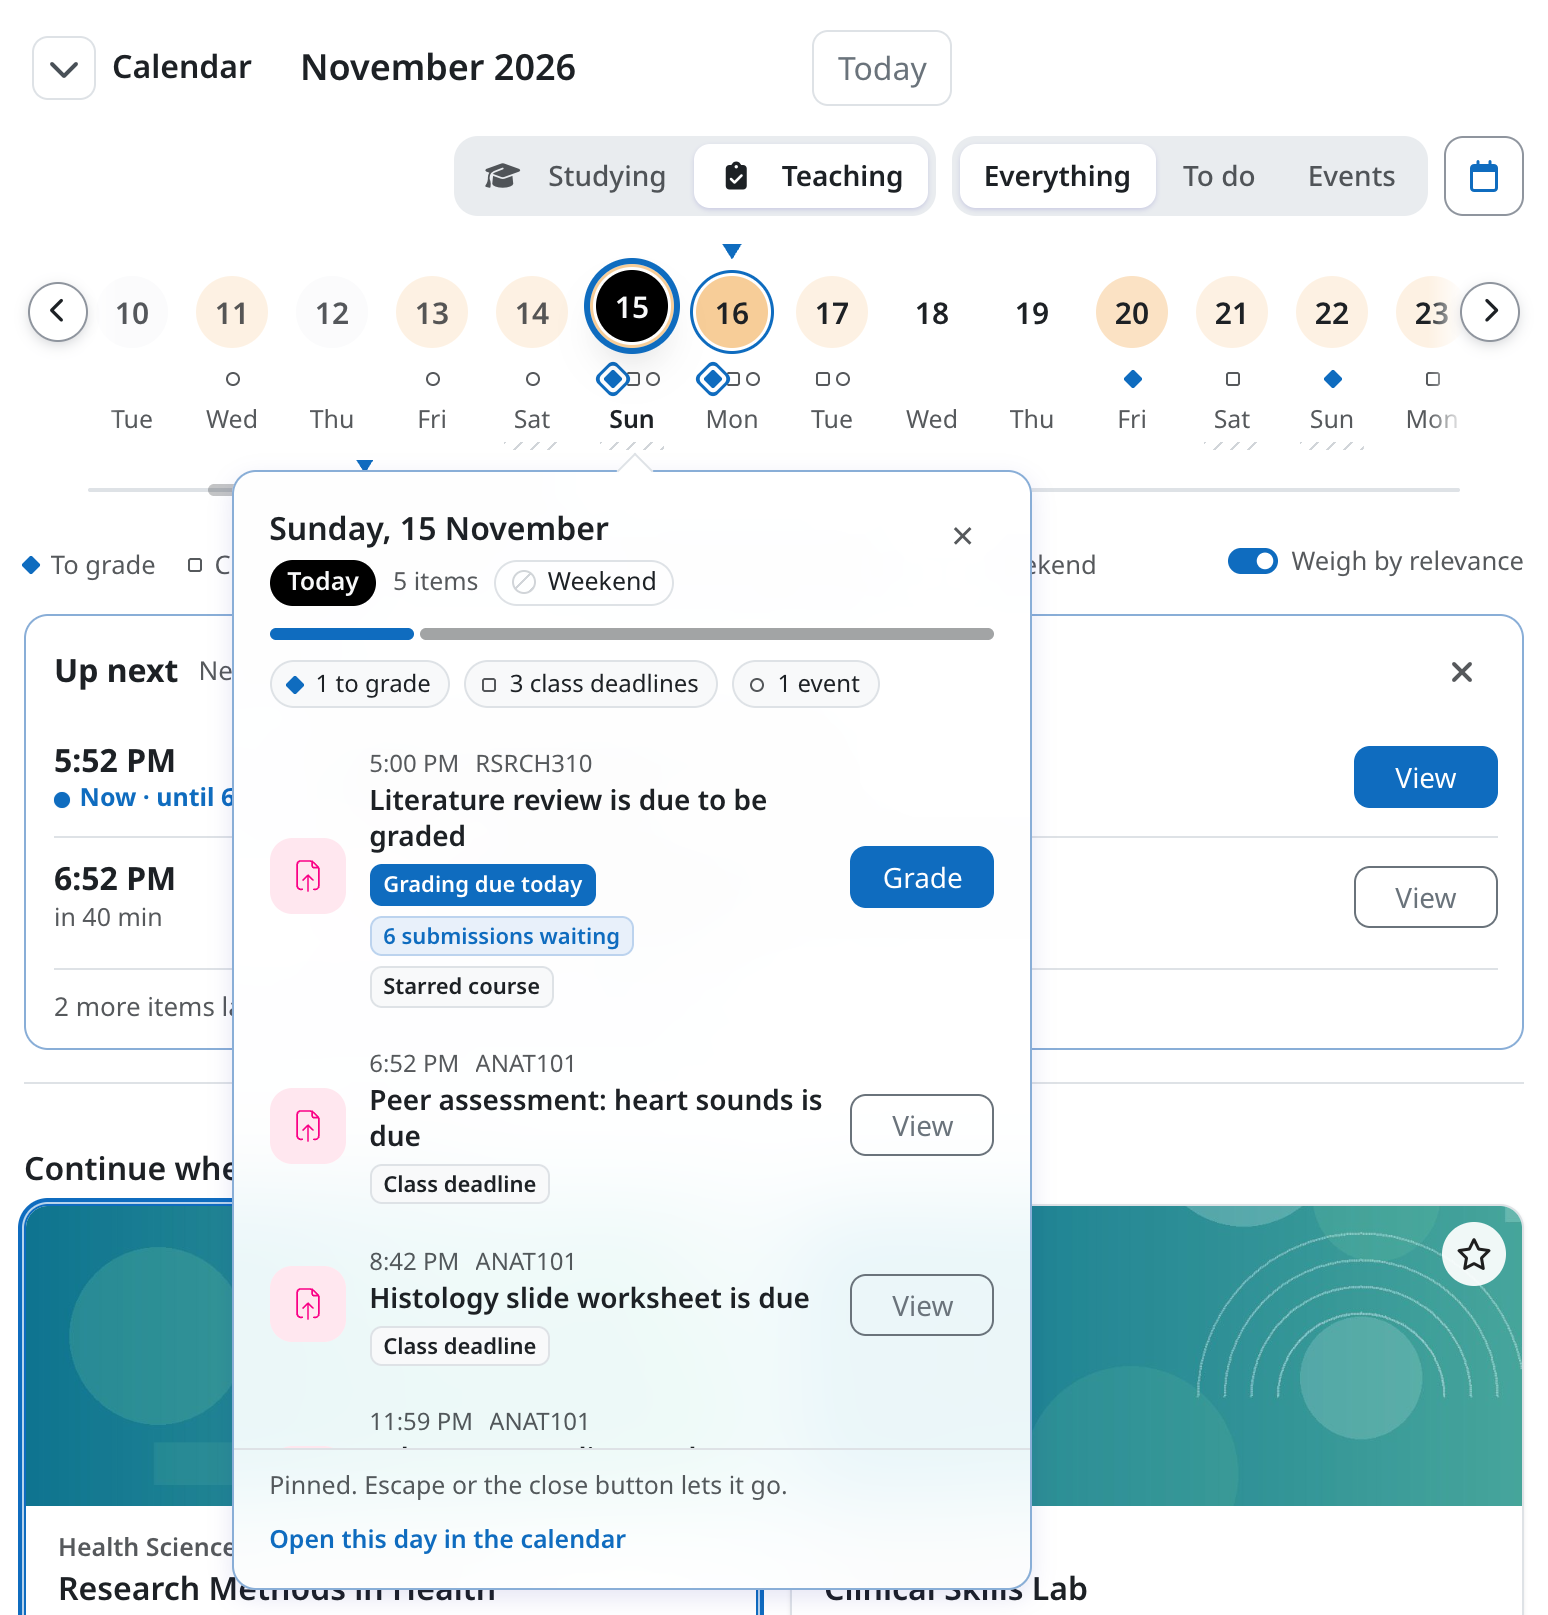 Calendar November 2026 Today
Studying Teaching Everything To do Events
10 11 12 13 14 15 16 17 18 19 20 21 22 23
Tue Wed Thu Fri Sat Sun Mon Tue Wed Thu Fri Sat Sun Mon
Sunday, 15 November
Today 5 items Weekend
1 to grade 3 class deadlines 1 event
5:00 PM RSRCH310
Literature review is due to be
graded
Grading due today
6 submissions waiting
Starred course
Grade
6:52 PM ANAT101
Peer assessment: heart sounds is
due
Class deadline
View
8:42 PM ANAT101
Histology slide worksheet is due
Class deadline
View
11:59 PM ANAT101
Pinned. Escape or the close button lets it go.
Open this day in the calendar
To grade
Weigh by relevance
Up next
5:52 PM
Now · until
View
6:52 PM
in 40 min
View
2 more items
Continue
Health Science
Research Methods in Health
Clinical Skills Lab